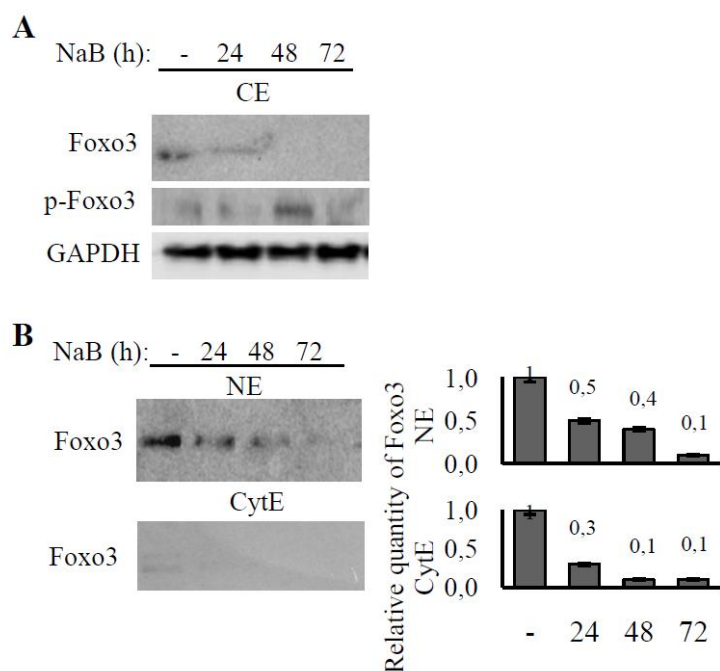 A
NaB (h): - 24 48 72
CE
Foxo3
p-Foxo3
GAPDH
B
NaB (h): - 24 48 72
NE
Foxo3
CytE
Foxo3
Relative quantity of Foxo3
NE
1,0
0,5
0,0
1
0,5
0,4
0,1
CytE
1,0
0,5
0,0
1
0,3
0,1
0,1
- 24 48 72